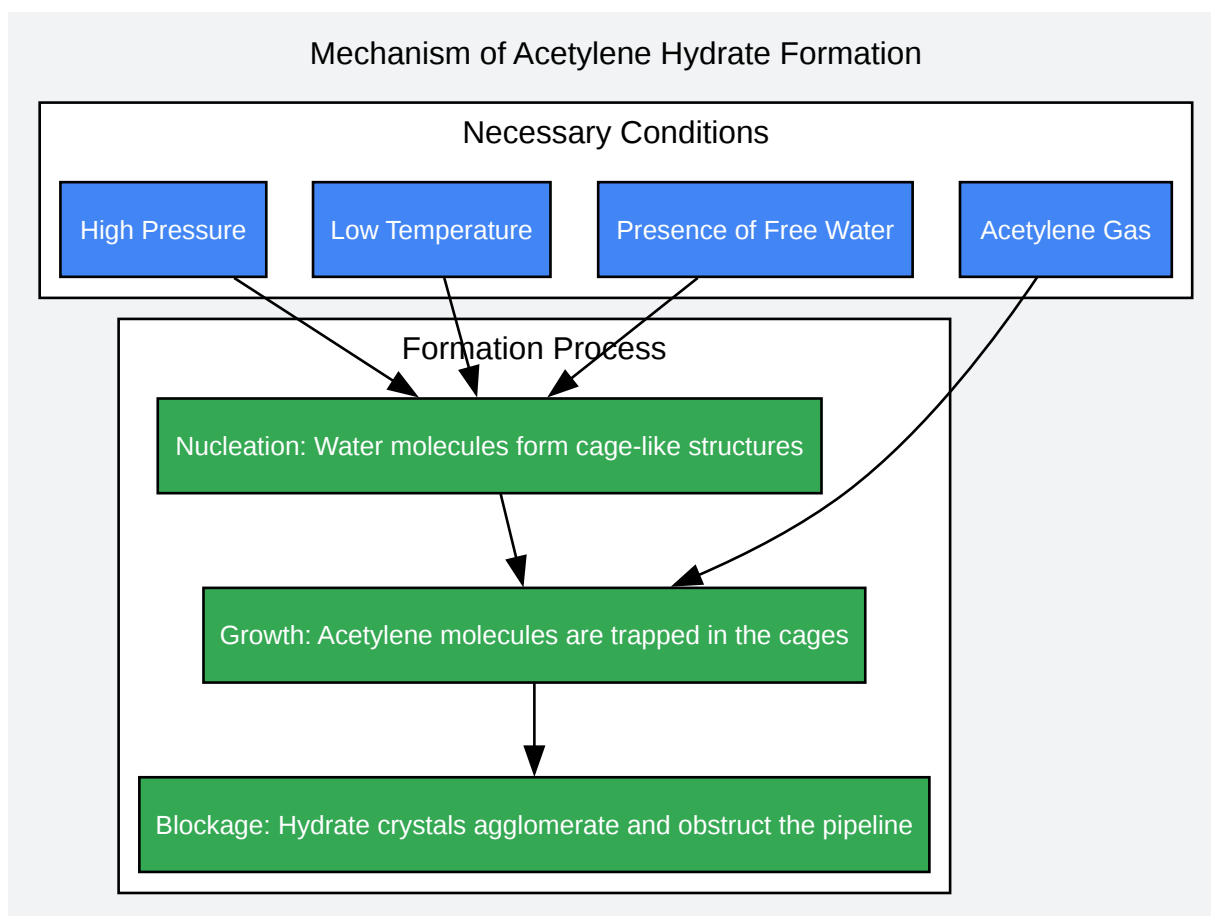 Mechanism of Acetylene Hydrate Formation
Necessary Conditions
High Pressure
Low Temperature
Presence of Free Water
Acetylene Gas
Formation Process
Nucleation: Water molecules form cage-like structures
Growth: Acetylene molecules are trapped in the cages
Blockage: Hydrate crystals agglomerate and obstruct the pipeline